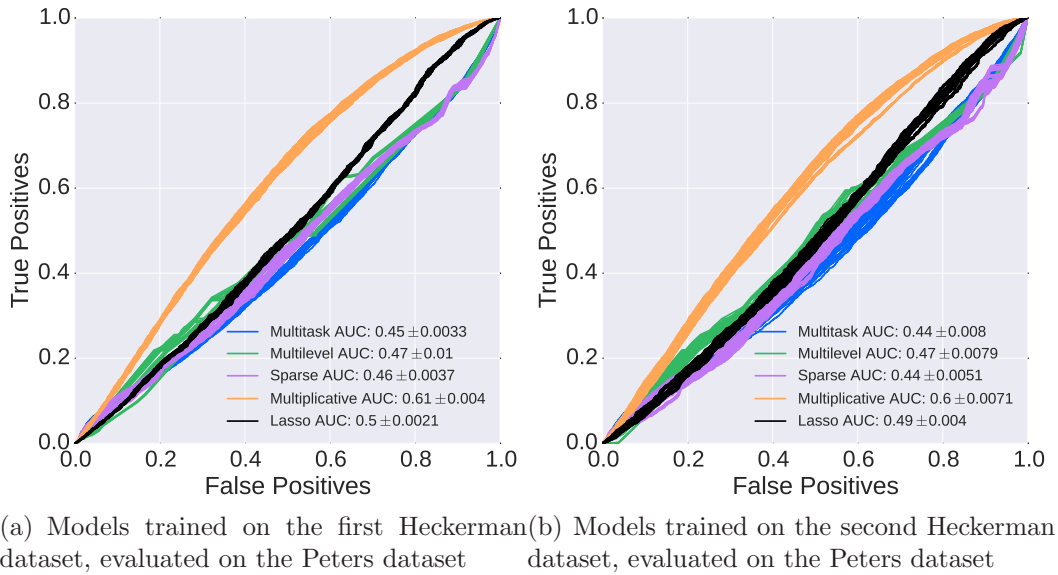 1.0
0.8
0.6
0.4
0.2
0.0
True Positives
Multitask AUC: 0.45±0.0033
Multilevel AUC: 0.47±0.01
Sparse AUC: 0.46±0.0037
Multiplicative AUC: 0.61±0.004
Lasso AUC: 0.5±0.0021
0.0 0.2 0.4 0.6 0.8 1.0
False Positives
(a) Models trained on the first Heckerman
dataset, evaluated on the Peters dataset
1.0
0.8
0.6
0.4
0.2
0.0
True Positives
Multitask AUC: 0.44±0.008
Multilevel AUC: 0.47±0.0079
Sparse AUC: 0.44±0.0051
Multiplicative AUC: 0.6±0.0071
Lasso AUC: 0.49±0.004
0.0 0.2 0.4 0.6 0.8 1.0
False Positives
(b) Models trained on the second Heckerman
dataset, evaluated on the Peters dataset